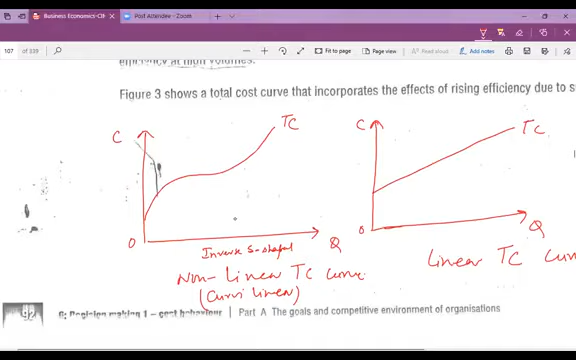 Business Economics-CIM
Post Attendee - Zoom
107 of 339
Fit to page
Page view
Read aloud
Add notes
efficiency at high volumes.
Figure 3 shows a total cost curve that incorporates the effects of rising efficiency due to s
C TC
C TC
O Q
O Q
Inverse S-shaped
Non-Linear TC curve
(Curvi linear)
Linear TC Curv
92
6: Decision making 1 – cost behaviour | Part A The goals and competitive environment of organisations